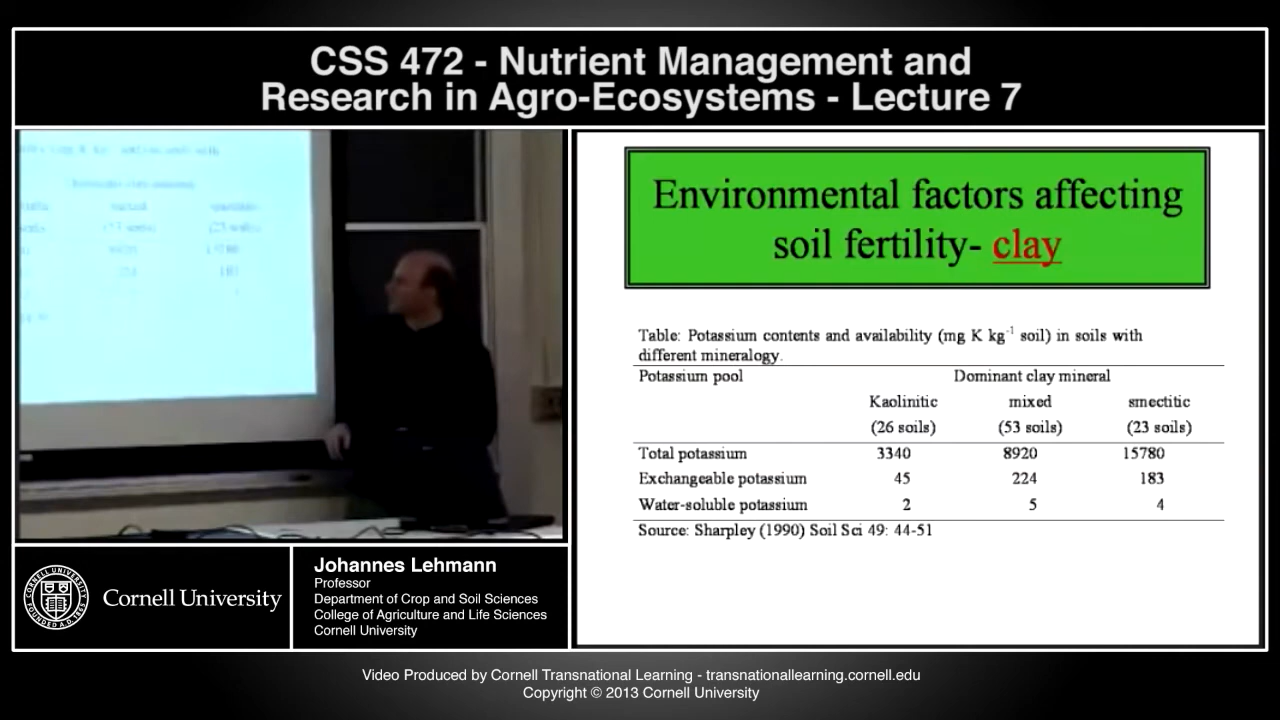 CSS 472 - Nutrient Management and
Research in Agro-Ecosystems - Lecture 7
Environmental factors affecting
soil fertility- clay
Table: Potassium contents and availability (mg K kg-1 soil) in soils with
different mineralogy.
Potassium pool Dominant clay mineral
Kaolinitic mixed smectitic
(26 soils) (53 soils) (23 soils)
Total potassium 3340 8920 15780
Exchangeable potassium 45 224 183
Water-soluble potassium 2 5 4
Source: Sharpley (1990) Soil Sci 49: 44-51
Cornell University
Johannes Lehmann
Professor
Department of Crop and Soil Sciences
College of Agriculture and Life Sciences
Cornell University
Video Produced by Cornell Transnational Learning - transnationallearning.cornell.edu
Copyright © 2013 Cornell University